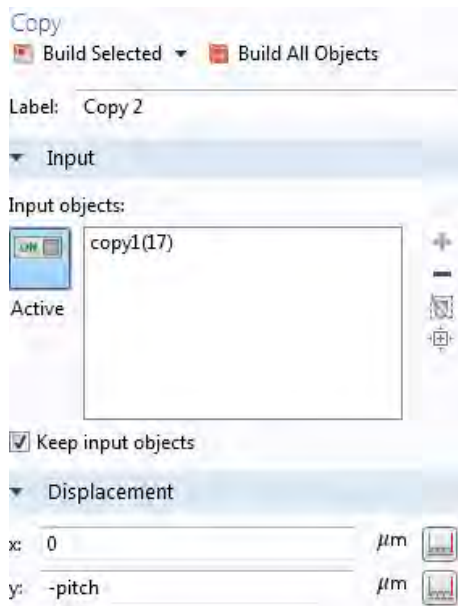 Copy
Build Selected Build All Objects
Label: Copy 2
Input
Input objects:
ON
copy1(17)
Active
Keep input objects
Displacement
x: 0 μm
y: -pitch μm